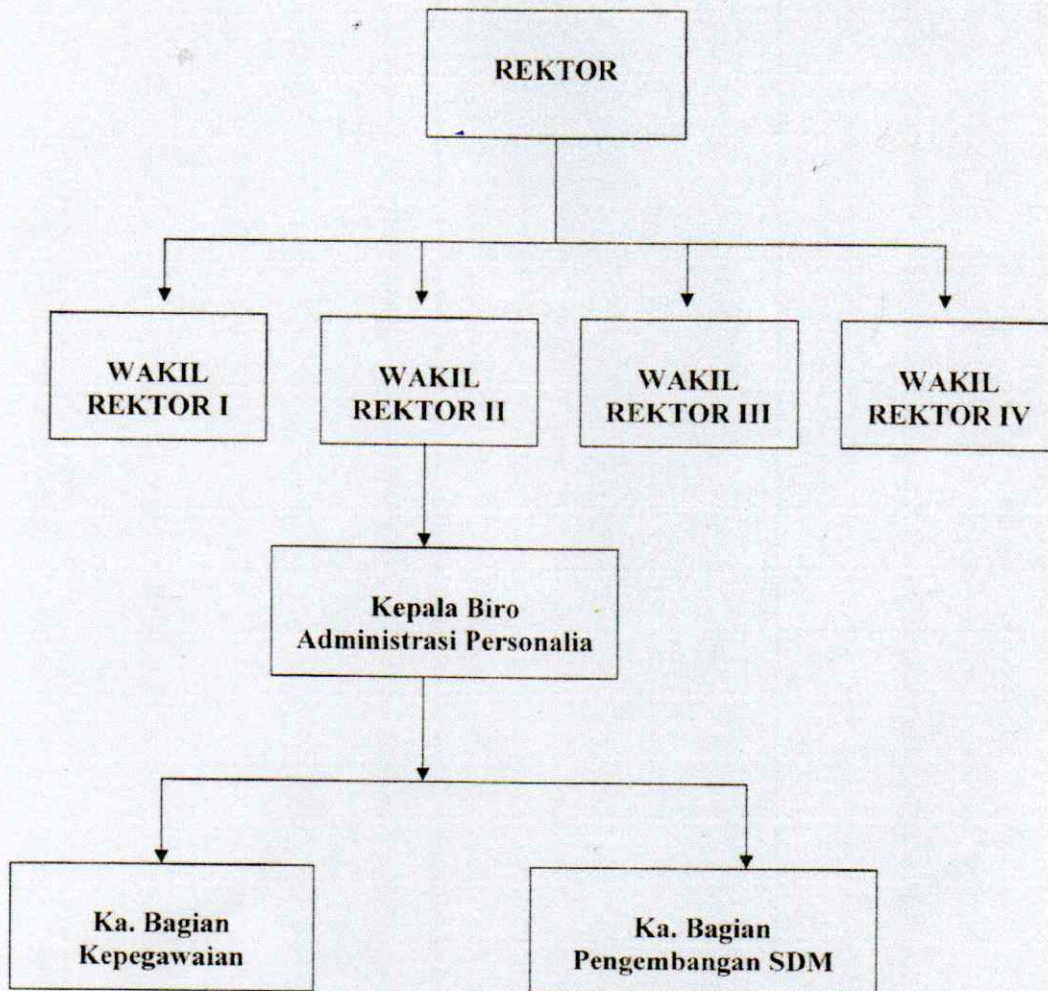 REKTOR
WAKIL
REKTOR I
WAKIL
REKTOR II
WAKIL
REKTOR III
WAKIL
REKTOR IV
Kepala Biro
Administrasi Personalia
Ka. Bagian
Kepegawaian
Ka. Bagian
Pengembangan SDM